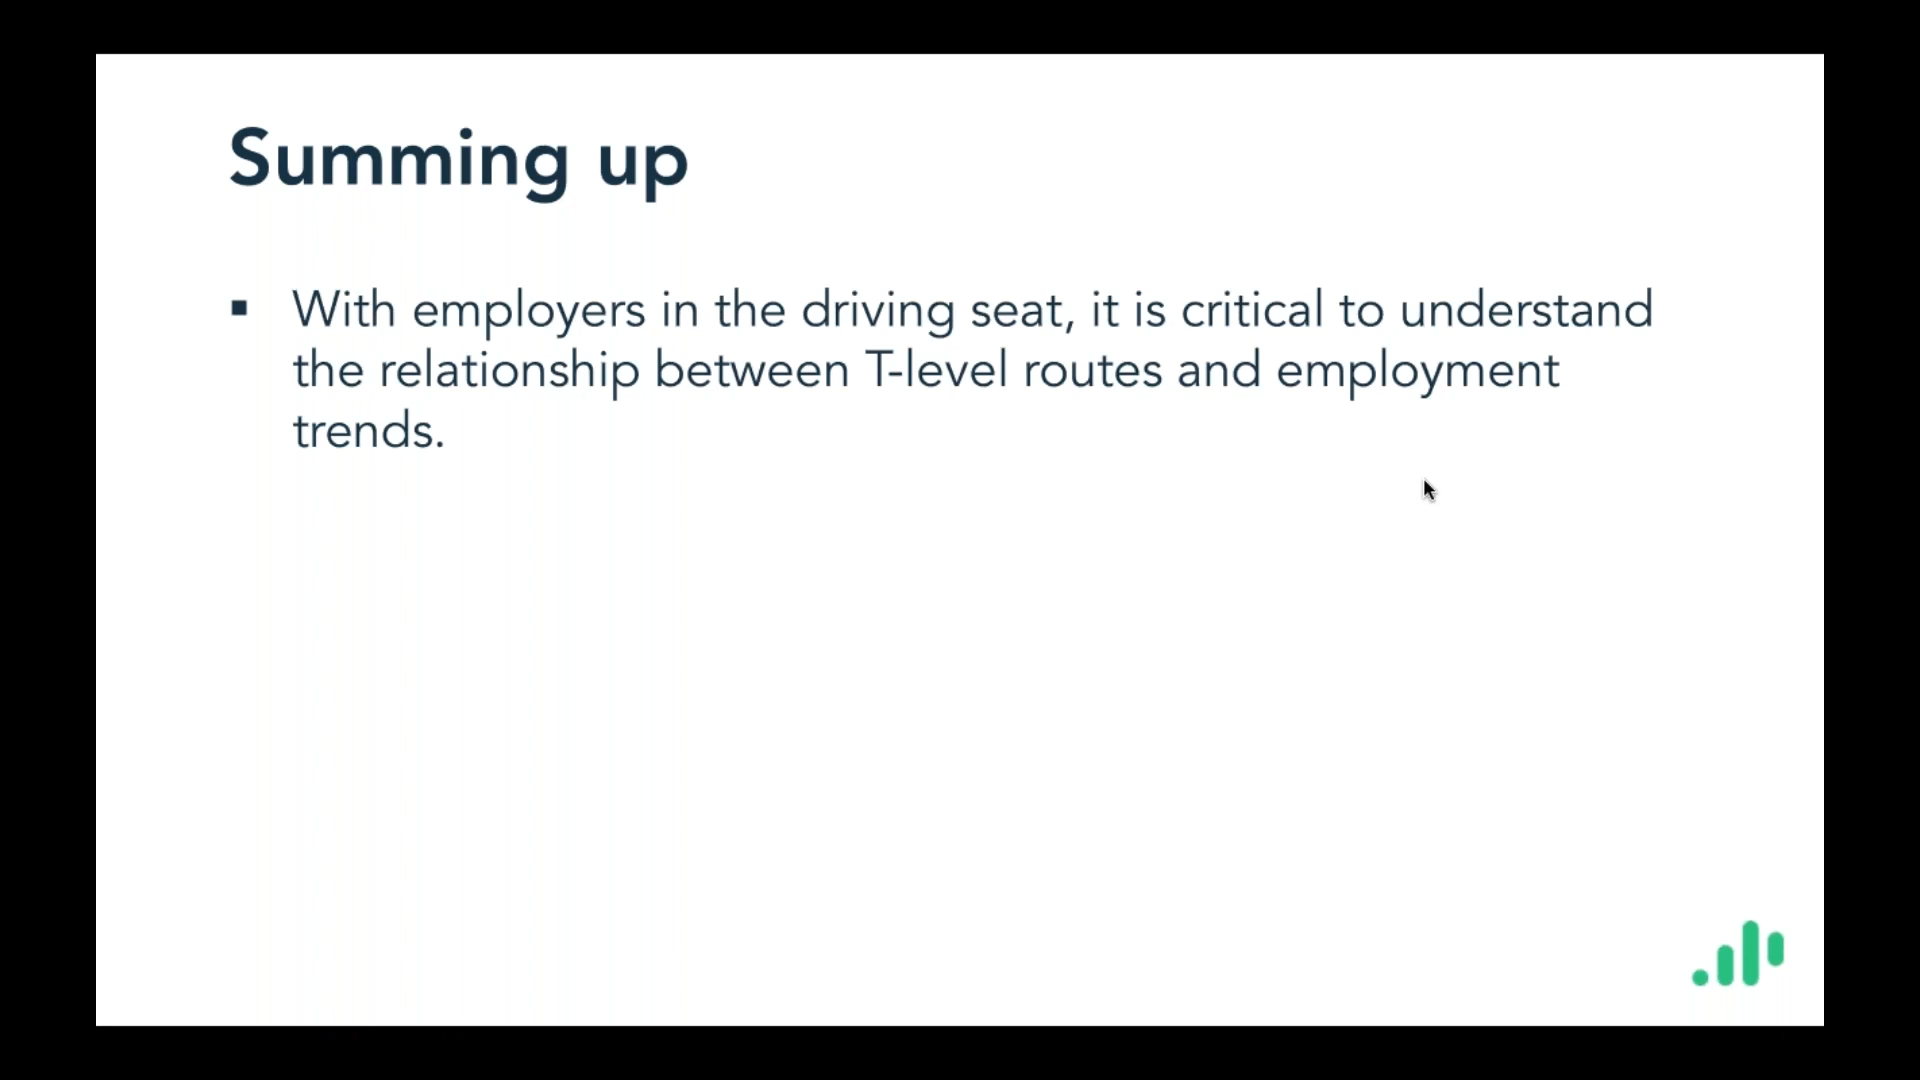 Summing up
▪ With employers in the driving seat, it is critical to understand
the relationship between T-level routes and employment
trends.